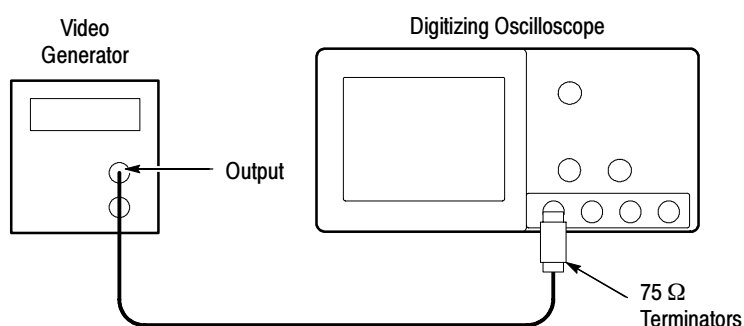 Video
Generator
Digitizing Oscilloscope
Output
75 Ω
Terminators